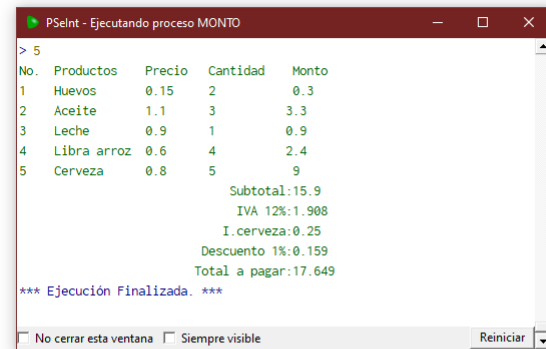 PSeInt - Ejecutando proceso MONTO
> 5
No. Productos Precio Cantidad Monto
1 Huevos 0.15 2 0.3
2 Aceite 1.1 3 3.3
3 Leche 0.9 1 0.9
4 Libra arroz 0.6 4 2.4
5 Cerveza 0.8 5 9
Subtotal:15.9
IVA 12%:1.908
I.cerveza:0.25
Descuento 1%:0.159
Total a pagar:17.649
*** Ejecución Finalizada. ***
No cerrar esta ventana Siempre visible Reiniciar